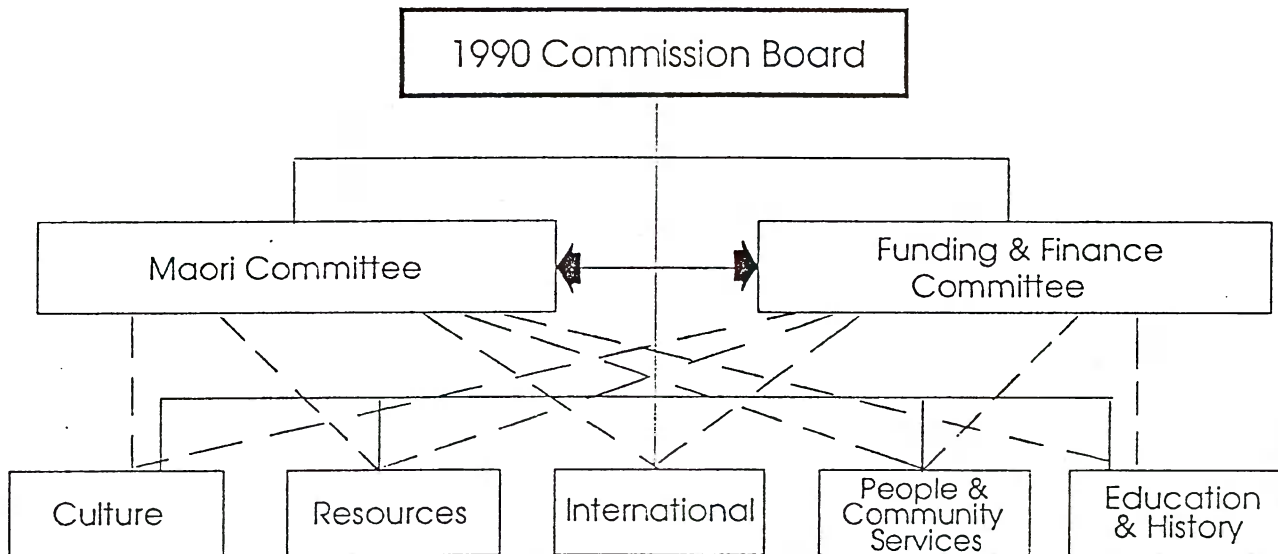 1990 Commission Board
Maori Committee
Funding & Finance
Committee
Culture
Resources
International
People &
Community
Services
Education
& History